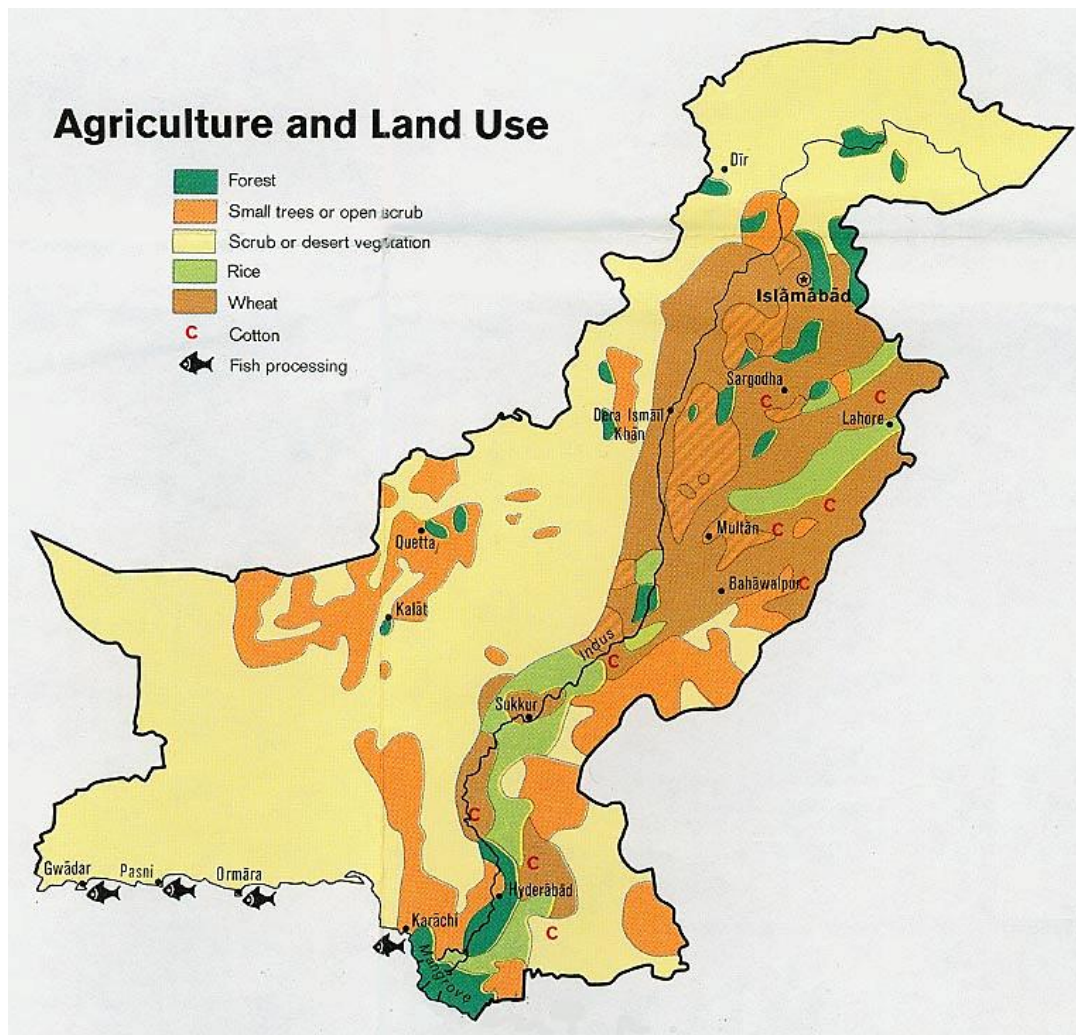 Agriculture and Land Use
Forest
Small trees or open scrub
Scrub or desert vegetation
Rice
Wheat
C Cotton
Fish processing
Dīr
Islāmābād
Sargodha
C
C
Dera Ismāīl
Khān
Lahore
C
Multān
C
Quetta
Bahāwalpur
C
Kalāt
Indus
C
Sukkur
C
C
Gwādar
Pasni
Ormāra
Hyderābād
Karāchi
C
Mangrove